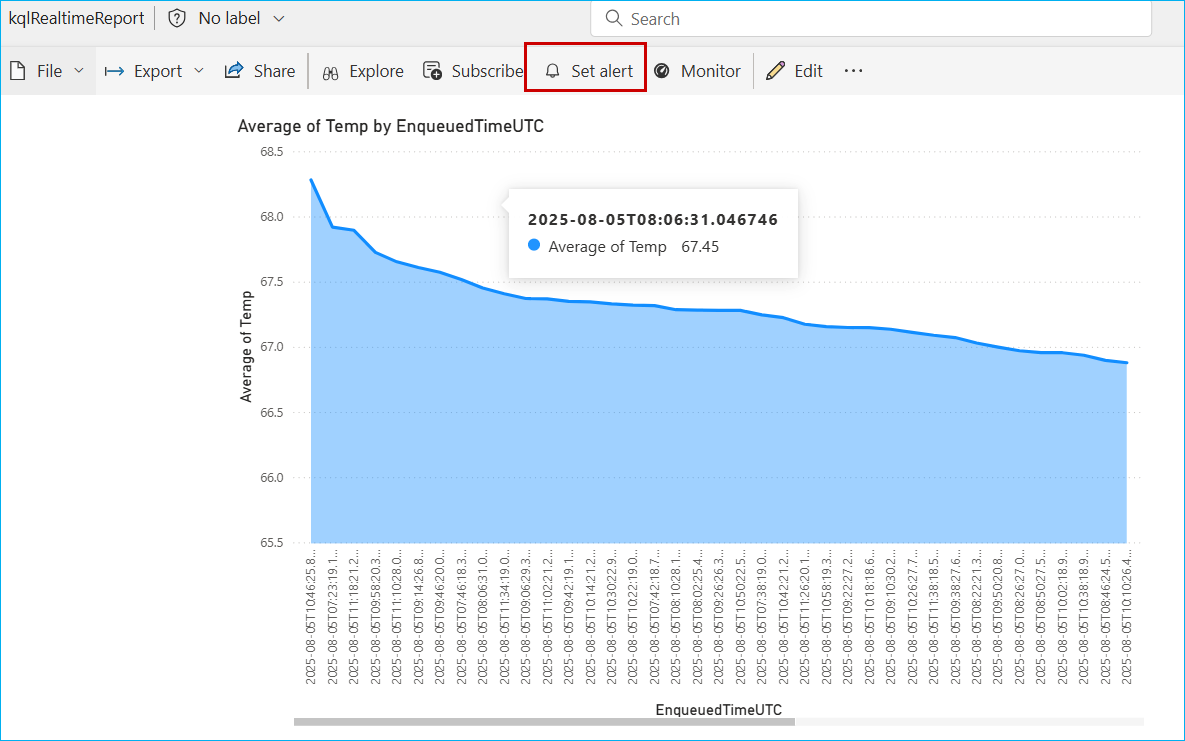 kqlRealtimeReport No label Search
File Export Share Explore Subscribe Set alert Monitor Edit ...
Average of Temp by EnqueuedTimeUTC
68.5
68.0
67.5
67.0
66.5
66.0
65.5
Average of Temp
2025-08-05T08:06:31.046746
Average of Temp 67.45
2025-08-05T10:46:25.8...
2025-08-05T07:23:19.1...
2025-08-05T11:18:21.2...
2025-08-05T09:58:20.3...
2025-08-05T11:10:28.0...
2025-08-05T09:14:26.8...
2025-08-05T09:46:20.0...
2025-08-05T07:46:18.3...
2025-08-05T08:06:31.0...
2025-08-05T11:34:19.0...
2025-08-05T09:06:29.3...
2025-08-05T11:02:21.2...
2025-08-05T09:42:19.1...
2025-08-05T10:14:21.2...
2025-08-05T10:30:22.9...
2025-08-05T10:22:19.0...
2025-08-05T07:42:18.7...
2025-08-05T08:10:28.1...
2025-08-05T08:02:25.4...
2025-08-05T09:26:26.3...
2025-08-05T10:50:22.5...
2025-08-05T07:38:19.0...
2025-08-05T10:42:21.2...
2025-08-05T11:26:20.1...
2025-08-05T10:58:19.3...
2025-08-05T09:22:27.2...
2025-08-05T10:18:18.6...
2025-08-05T09:10:30.2...
2025-08-05T10:26:27.7...
2025-08-05T11:38:18.5...
2025-08-05T09:38:27.6...
2025-08-05T08:22:21.3...
2025-08-05T09:50:20.8...
2025-08-05T08:26:27.0...
2025-08-05T08:50:27.5...
2025-08-05T10:02:18.9...
2025-08-05T10:38:18.9...
2025-08-05T08:46:24.5...
2025-08-05T10:10:26.4...
EnqueuedTimeUTC